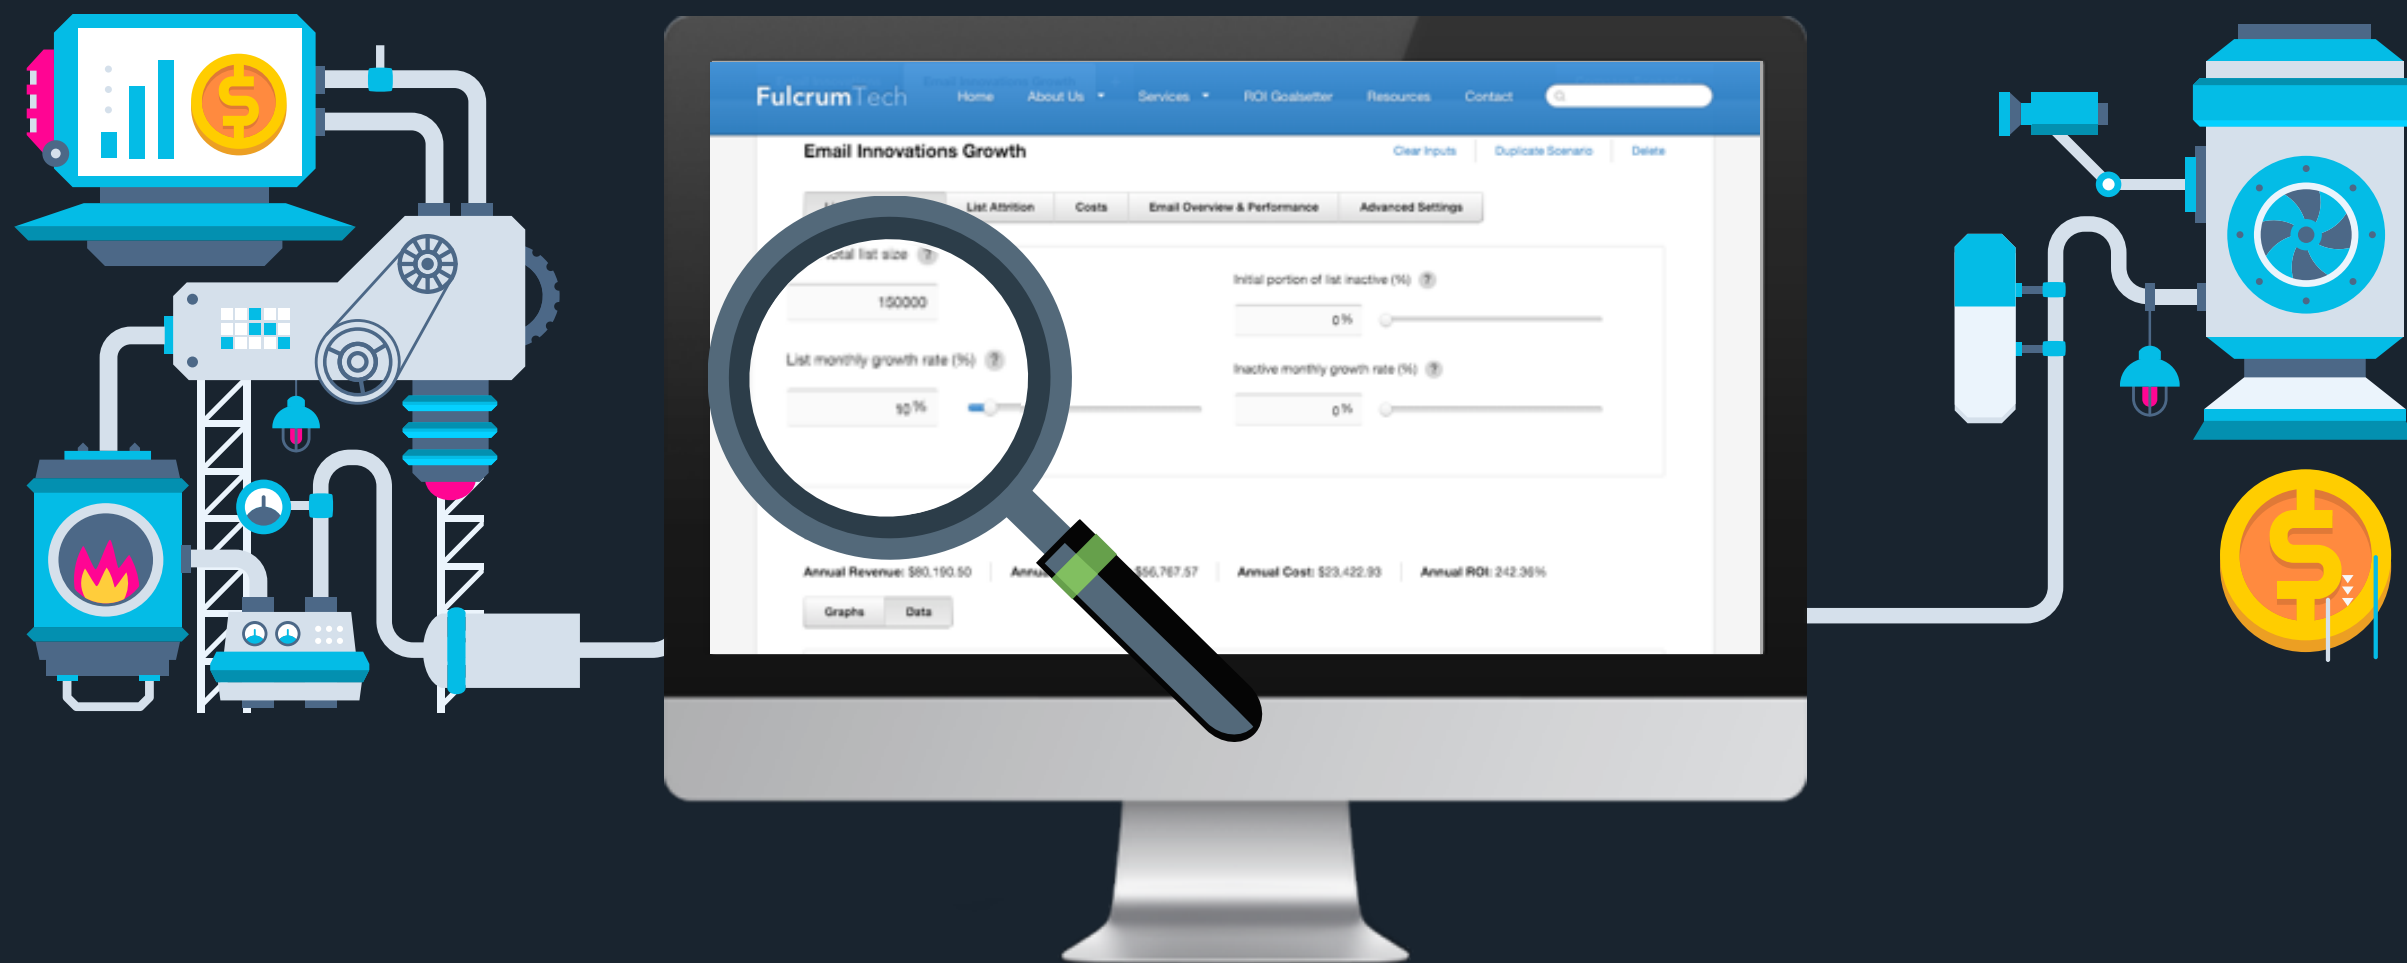 FulcrumTech Home About Us Services ROI Goalsetter Resources Contact
Email Innovations Growth Clear Inputs Duplicate Scenario Delete
List Attrition Costs Email Overview & Performance Advanced Settings
total list size ?
Initial portion of list inactive (%) ?
150000
0%
List monthly growth rate (%) ?
Inactive monthly growth rate (%) ?
10%
0%
Annual Revenue: $80,190.50 $56,767.57 Annual Cost: $23,422.93 Annual ROI: 242.36%
Graphs Data